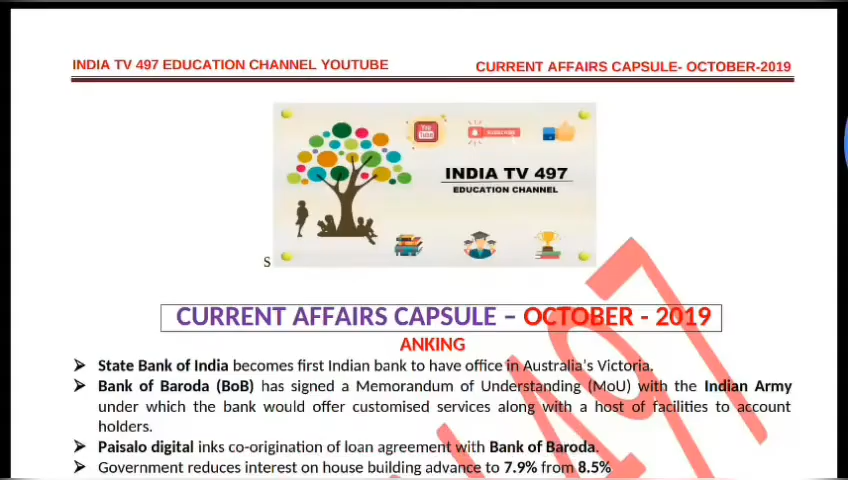 INDIA TV 497 EDUCATION CHANNEL YOUTUBE
CURRENT AFFAIRS CAPSULE- OCTOBER-2019
You
Tube
SUBSCRIBE
INDIA TV 497
EDUCATION CHANNEL
S
CURRENT AFFAIRS CAPSULE – OCTOBER - 2019
ANKING
➤ State Bank of India becomes first Indian bank to have office in Australia's Victoria.
➤ Bank of Baroda (BoB) has signed a Memorandum of Understanding (MoU) with the Indian Army
under which the bank would offer customised services along with a host of facilities to account
holders.
➤ Paisalo digital inks co-origination of loan agreement with Bank of Baroda.
➤ Government reduces interest on house building advance to 7.9% from 8.5%
497